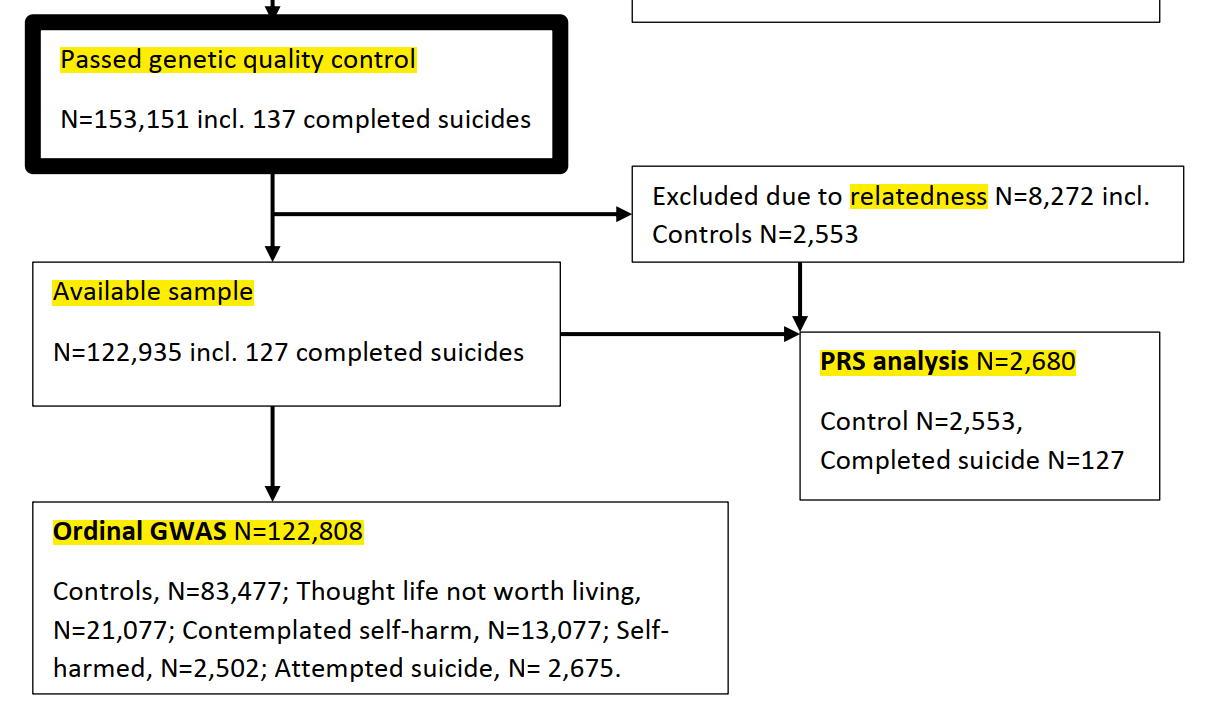 Passed genetic quality control
N=153,151 incl. 137 completed suicides
Excluded due to relatedness N=8,272 incl.
Controls N=2,553
Available sample
N=122,935 incl. 127 completed suicides
PRS analysis N=2,680
Control N=2,553,
Completed suicide N=127
Ordinal GWAS N=122,808
Controls, N=83,477; Thought life not worth living,
N=21,077; Contemplated self-harm, N=13,077; Self-
harmed, N=2,502; Attempted suicide, N= 2,675.